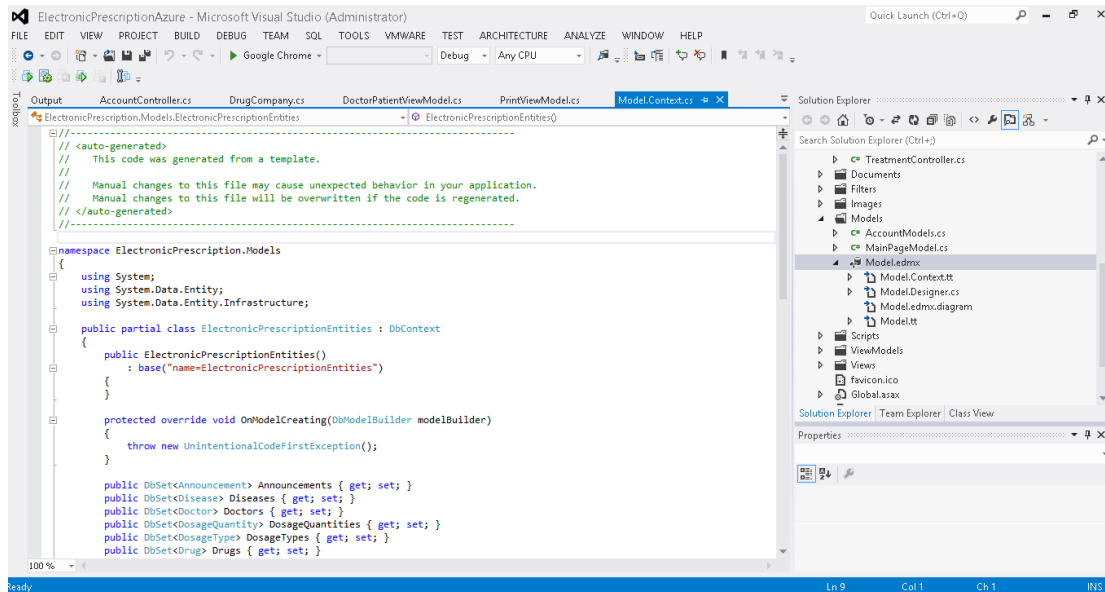 ElectronicPrescriptionAzure - Microsoft Visual Studio (Administrator)
Quick Launch (Ctrl+Q)
FILE EDIT VIEW PROJECT BUILD DEBUG TEAM SQL TOOLS VMWARE TEST ARCHITECTURE ANALYZE WINDOW HELP
Google Chrome Debug Any CPU
Toolbox
Output AccountController.cs DrugCompany.cs DoctorPatientViewModel.cs PrintViewModel.cs Model.Context.cs
ElectronicPrescription.Models.ElectronicPrescriptionEntities ElectronicPrescriptionEntities()
//------------------------------------------------------------------------------
// <auto-generated>
//    This code was generated from a template.
//
//    Manual changes to this file may cause unexpected behavior in your application.
//    Manual changes to this file will be overwritten if the code is regenerated.
// </auto-generated>
//------------------------------------------------------------------------------
namespace ElectronicPrescription.Models
{
using System;
using System.Data.Entity;
using System.Data.Entity.Infrastructure;
public partial class ElectronicPrescriptionEntities : DbContext
{
public ElectronicPrescriptionEntities()
: base("name=ElectronicPrescriptionEntities")
{
}
protected override void OnModelCreating(DbModelBuilder modelBuilder)
{
throw new UnintentionalCodeFirstException();
}
public DbSet<Announcement> Announcements { get; set; }
public DbSet<Disease> Diseases { get; set; }
public DbSet<Doctor> Doctors { get; set; }
public DbSet<DosageQuantity> DosageQuantities { get; set; }
public DbSet<DosageType> DosageTypes { get; set; }
public DbSet<Drug> Drugs { get; set; }
100 %
Solution Explorer
Search Solution Explorer (Ctrl+;)
C# TreatmentController.cs
Documents
Filters
Images
Models
C# AccountModels.cs
C# MainPageModel.cs
Model.edmx
Model.Context.tt
Model.Designer.cs
Model.edmx.diagram
Model.tt
Scripts
ViewModels
Views
favicon.ico
Global.asax
Solution Explorer Team Explorer Class View
Properties
Ready Ln 9 Col 1 Ch 1 INS